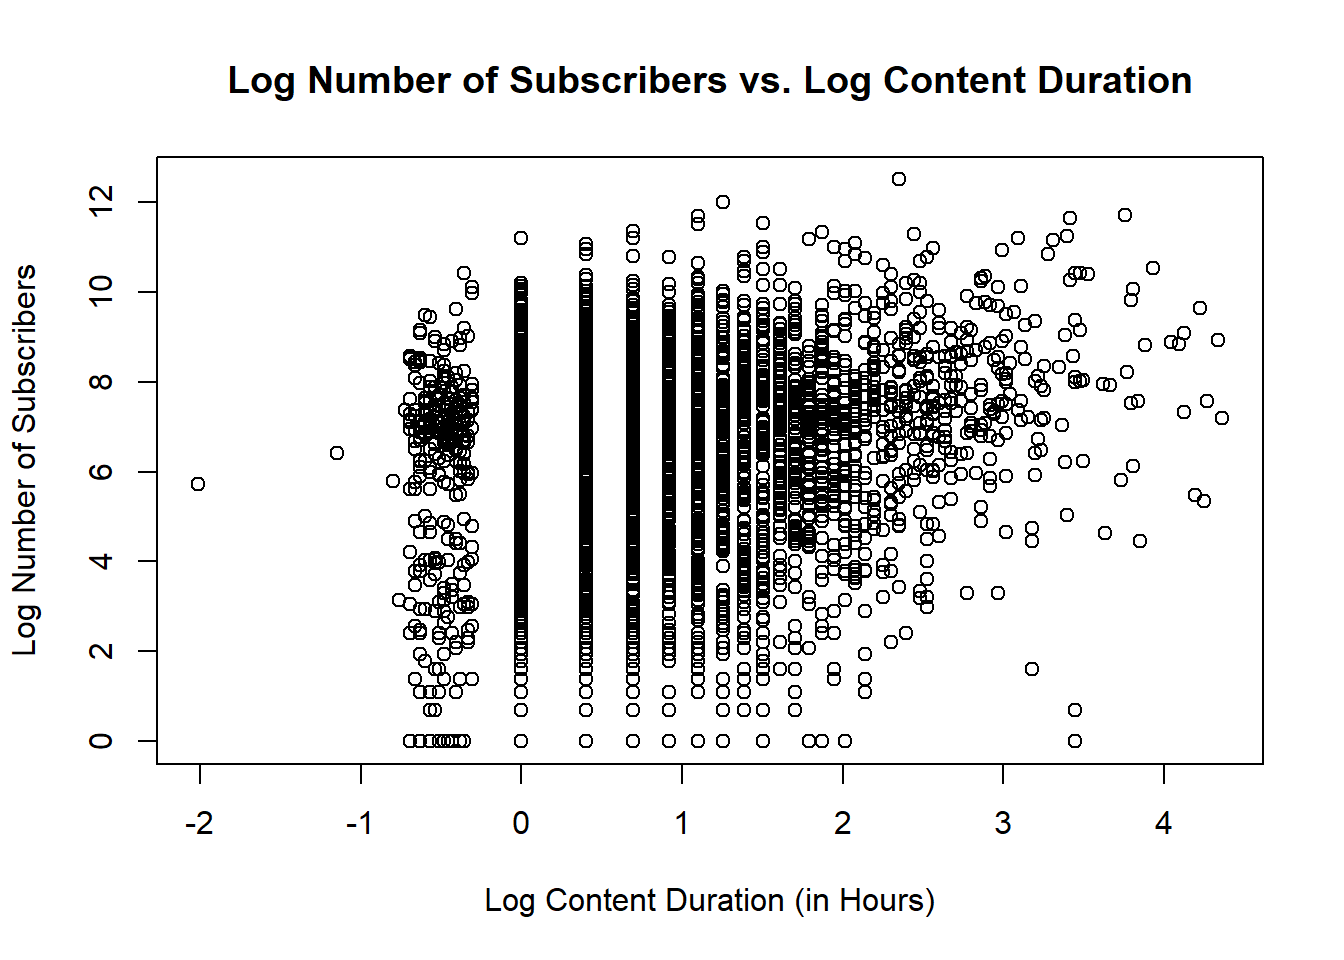 Log Number of Subscribers vs. Log Content Duration
Log Number of Subscribers
12
10
8
6
4
2
0
-2 -1 0 1 2 3 4
Log Content Duration (in Hours)